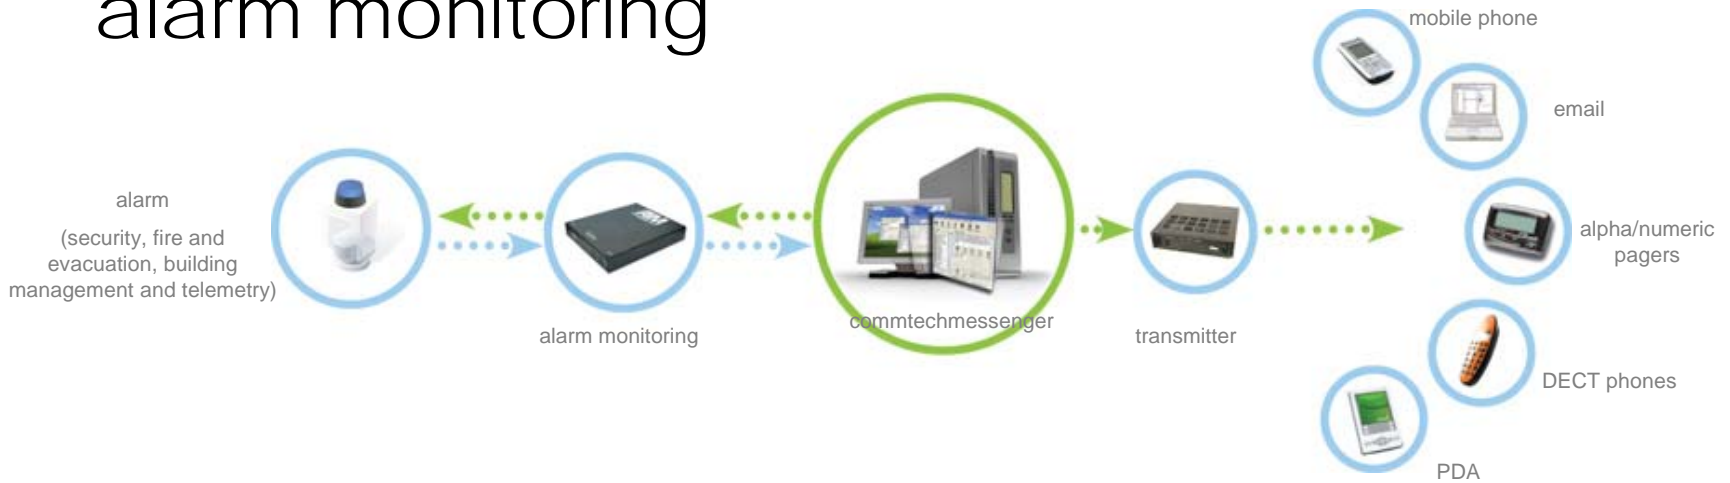 alarm monitoring
mobile phone
email
alarm
(security, fire and
evacuation, building
management and telemetry)
alpha/numeric
pagers
commtechmessenger
alarm monitoring
transmitter
DECT phones
PDA